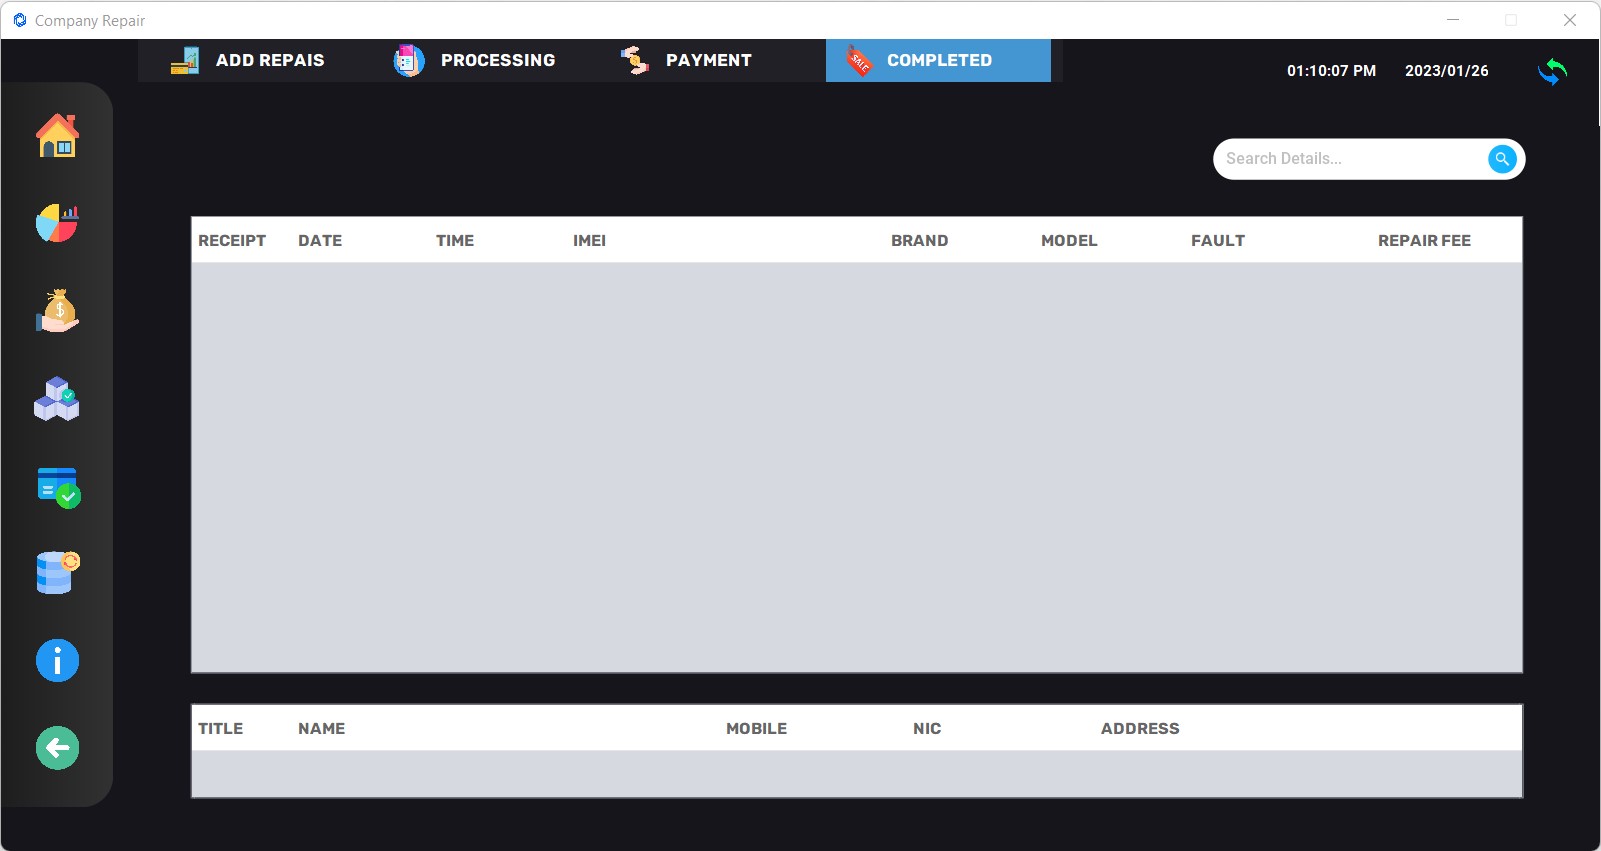 Company Repair
ADD REPAIS PROCESSING SALE PAYMENT COMPLETED
01:10:07 PM 2023/01/26
Search Details...
RECEIPT DATE TIME IMEI BRAND MODEL FAULT REPAIR FEE
TITLE NAME MOBILE NIC ADDRESS